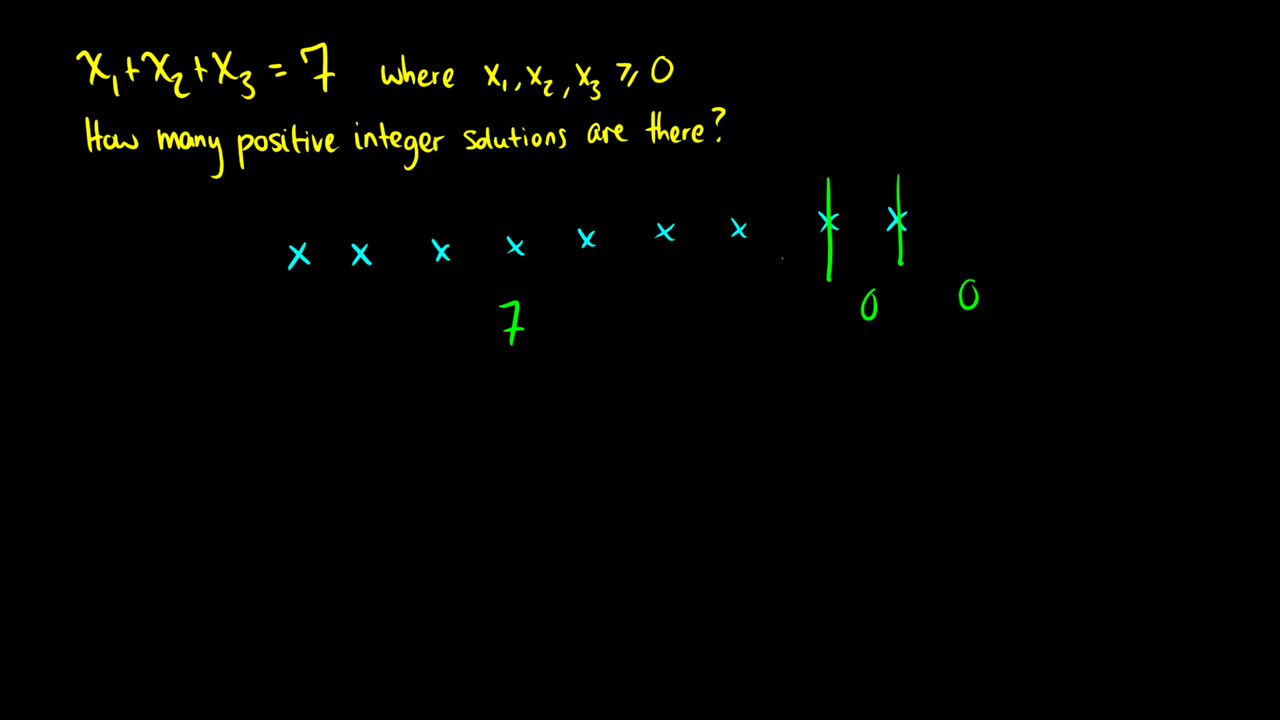 x₁+x₂+x₃ = 7 where x₁, x₂, x₃ ≥ 0
How many positive integer solutions are there?
x x x x x x x x x
7 0 0